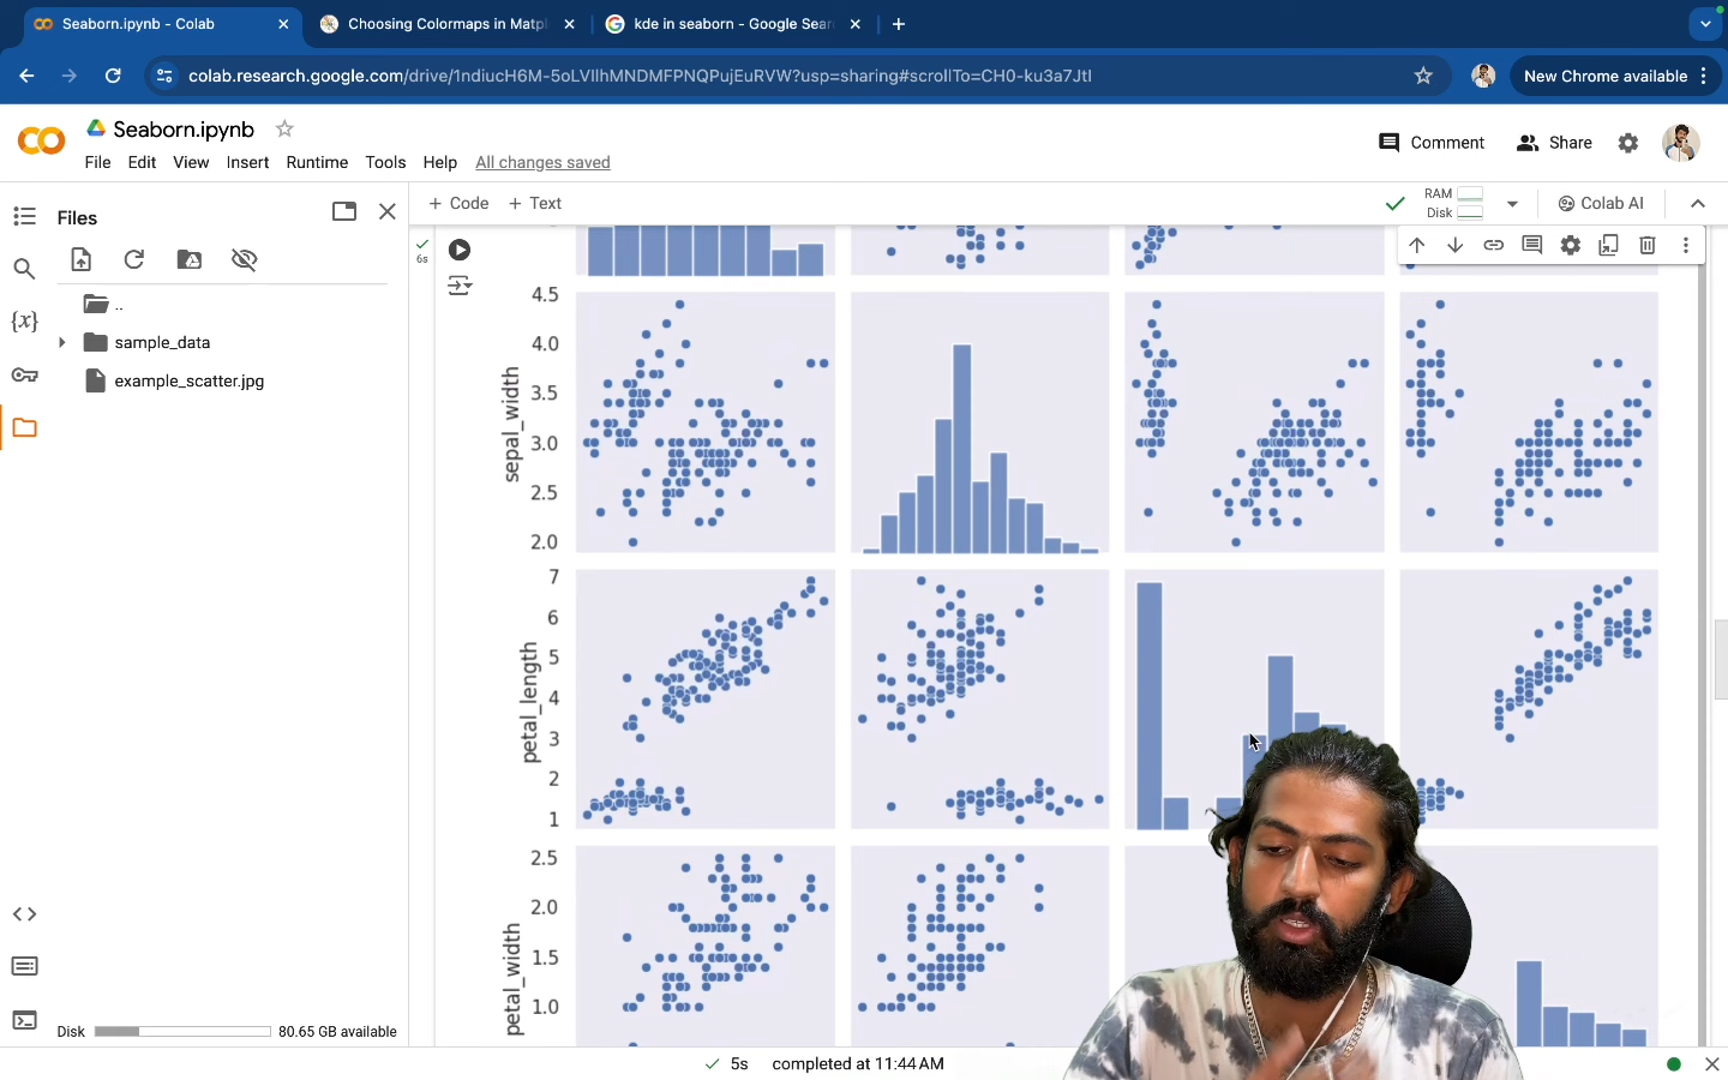 Seaborn.ipynb - Colab
Choosing Colormaps in Matpl
kde in seaborn - Google Sear
colab.research.google.com/drive/1ndiucH6M-5oLVIlhMNDMFPNQPujEuRVW?usp=sharing#scrollTo=CH0-ku3a7JtI
New Chrome available
Seaborn.ipynb
File Edit View Insert Runtime Tools Help All changes saved
Comment
Share
Files
+ Code + Text
RAM
Disk
Colab AI
6s
..
sample_data
example_scatter.jpg
{x}
4.5
4.0
3.5
3.0
2.5
2.0
sepal_width
7
6
5
4
3
2
1
petal_length
2.5
2.0
1.5
1.0
petal_width
Disk
80.65 GB available
5s completed at 11:44 AM